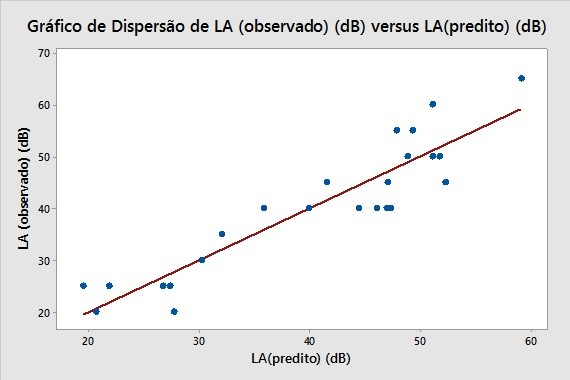 Gráfico de Dispersão de LA (observado) (dB) versus LA(predito) (dB)
70
60
50
40
30
20
LA (observado) (dB)
20 30 40 50 60
LA(predito) (dB)